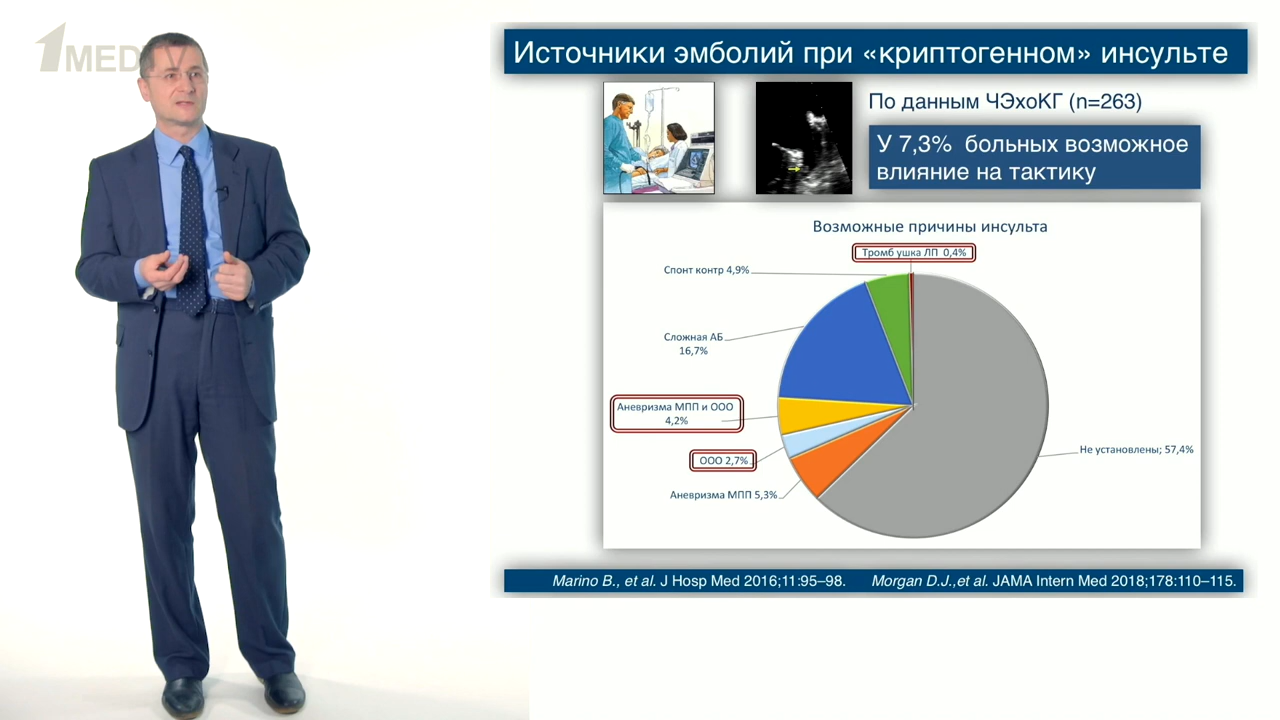 1MEDTV
Источники эмболий при «криптогенном» инсульте
По данным ЧЭхоКГ (n=263)
У 7,3% больных возможное
влияние на тактику
Возможные причины инсульта
Тромб ушка ЛП 0,4%
Спонт контр 4,9%
Сложная АБ
16,7%
Аневризма МПП и ООО
4,2%
ООО 2,7%
Аневризма МПП 5,3%
Не установлены; 57,4%
Marino B., et al. J Hosp Med 2016;11:95–98. Morgan D.J.,et al. JAMA Intern Med 2018;178:110–115.